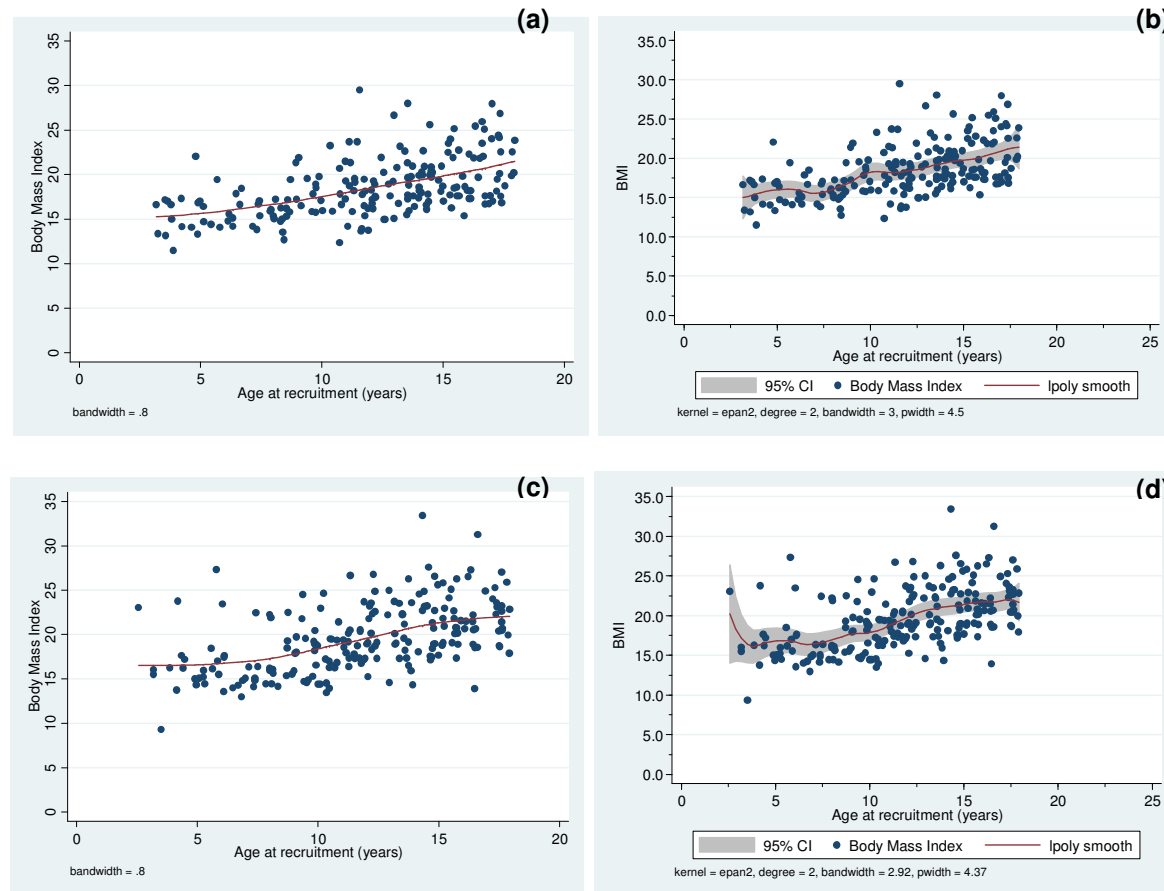 (a)
Body Mass Index
35
30
25
20
15
10
5
0
0 5 10 15 20
Age at recruitment (years)
bandwidth = .8
(b)
BMI
35.0
30.0
25.0
20.0
15.0
10.0
5.0
0.0
0 5 10 15 20 25
Age at recruitment (years)
95% CI Body Mass Index lpoly smooth
kernel = epan2, degree = 2, bandwidth = 3, pwidth = 4.5
(c)
Body Mass Index
35
30
25
20
15
10
5
0
0 5 10 15 20
Age at recruitment (years)
bandwidth = .8
(d)
BMI
35.0
30.0
25.0
20.0
15.0
10.0
5.0
0.0
0 5 10 15 20 25
Age at recruitment (years)
95% CI Body Mass Index lpoly smooth
kernel = epan2, degree = 2, bandwidth = 2.92, pwidth = 4.37